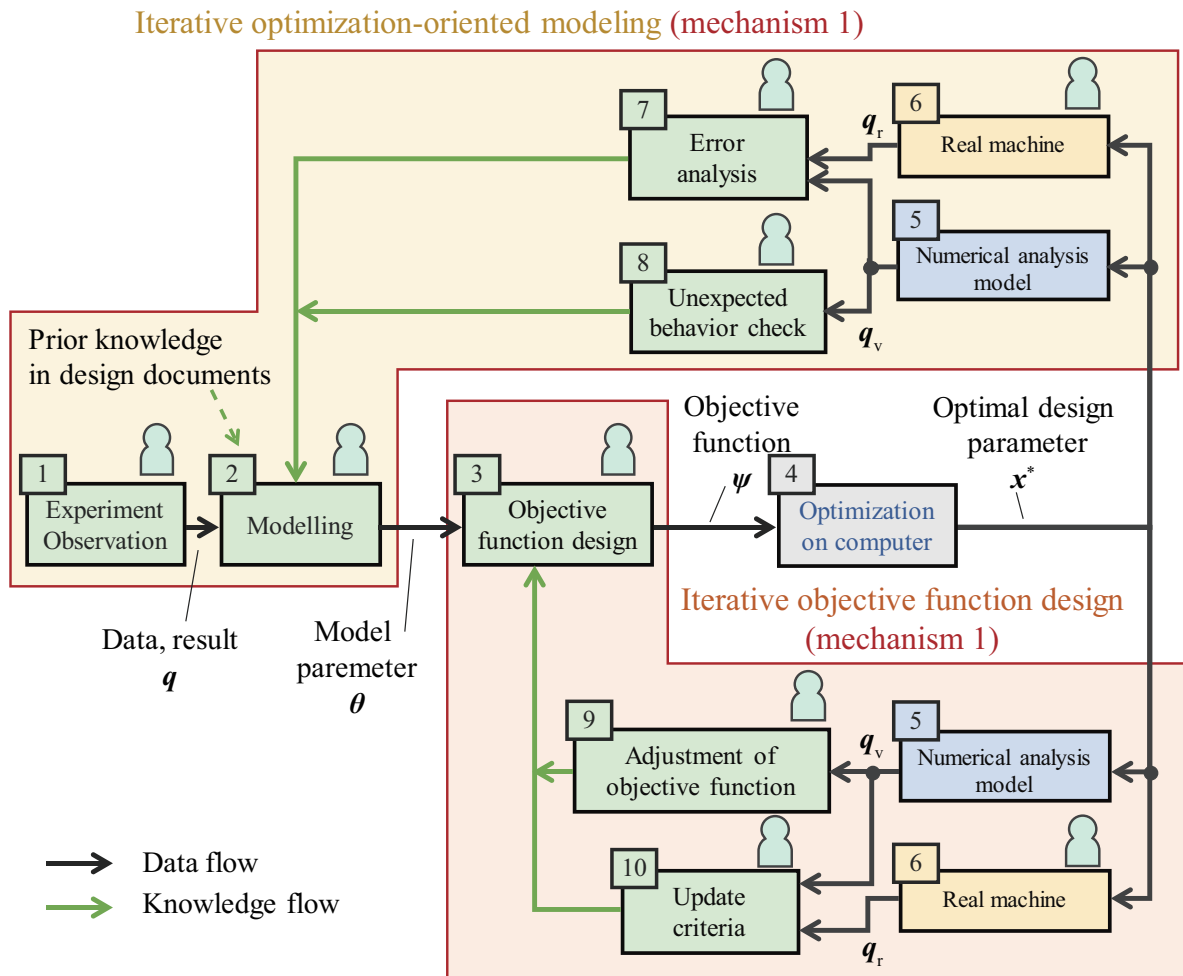 Iterative optimization-oriented modeling (mechanism 1)
7
Error
analysis
q_r
6
Real machine
5
Numerical analysis
model
8
Unexpected
behavior check
q_v
Prior knowledge
in design documents
1
Experiment
Observation
2
Modelling
3
Objective
function design
Objective
function
ψ
4
Optimization
on computer
Optimal design
parameter
x*
Data, result
q
Model
paremeter
θ
Iterative objective function design
(mechanism 1)
9
Adjustment of
objective function
q_v
5
Numerical analysis
model
10
Update
criteria
q_r
6
Real machine
Data flow
Knowledge flow